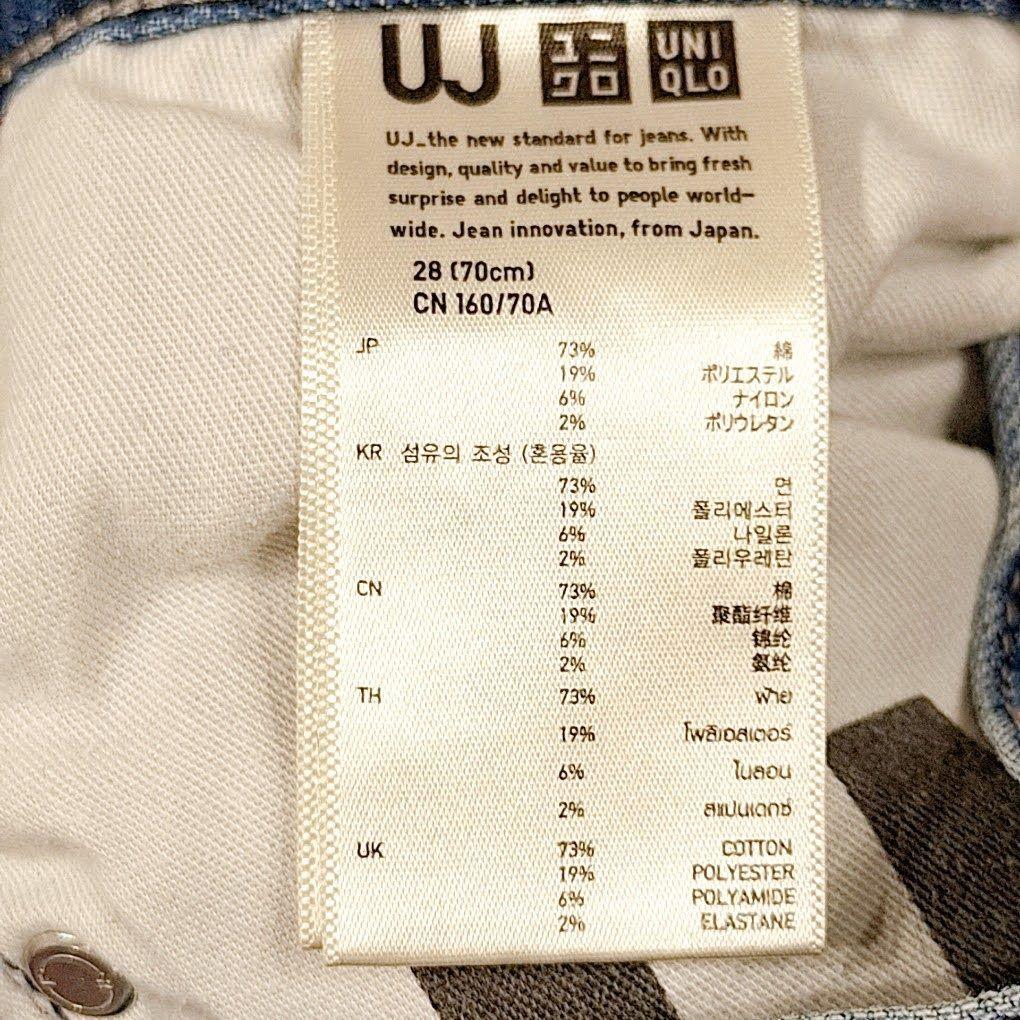 UJ ユニクロ UNIQLO
UJ_the new standard for jeans. With
design, quality and value to bring fresh
surprise and delight to people world-
wide. Jean innovation, from Japan.
28 (70cm)
CN 160/70A
JP 73% 綿
19% ポリエステル
6% ナイロン
2% ポリウレタン
KR 섬유의 조성 (혼용율)
73% 면
19% 폴리에스터
6% 나일론
2% 폴리우레탄
CN 73% 棉
19% 聚酯纤维
6% 锦纶
2% 氨纶
TH 73% ฝ้าย
19% โพลิเอสเตอร์
6% ไนลอน
2% สแปนเดกซ์
UK 73% COTTON
19% POLYESTER
6% POLYAMIDE
2% ELASTANE